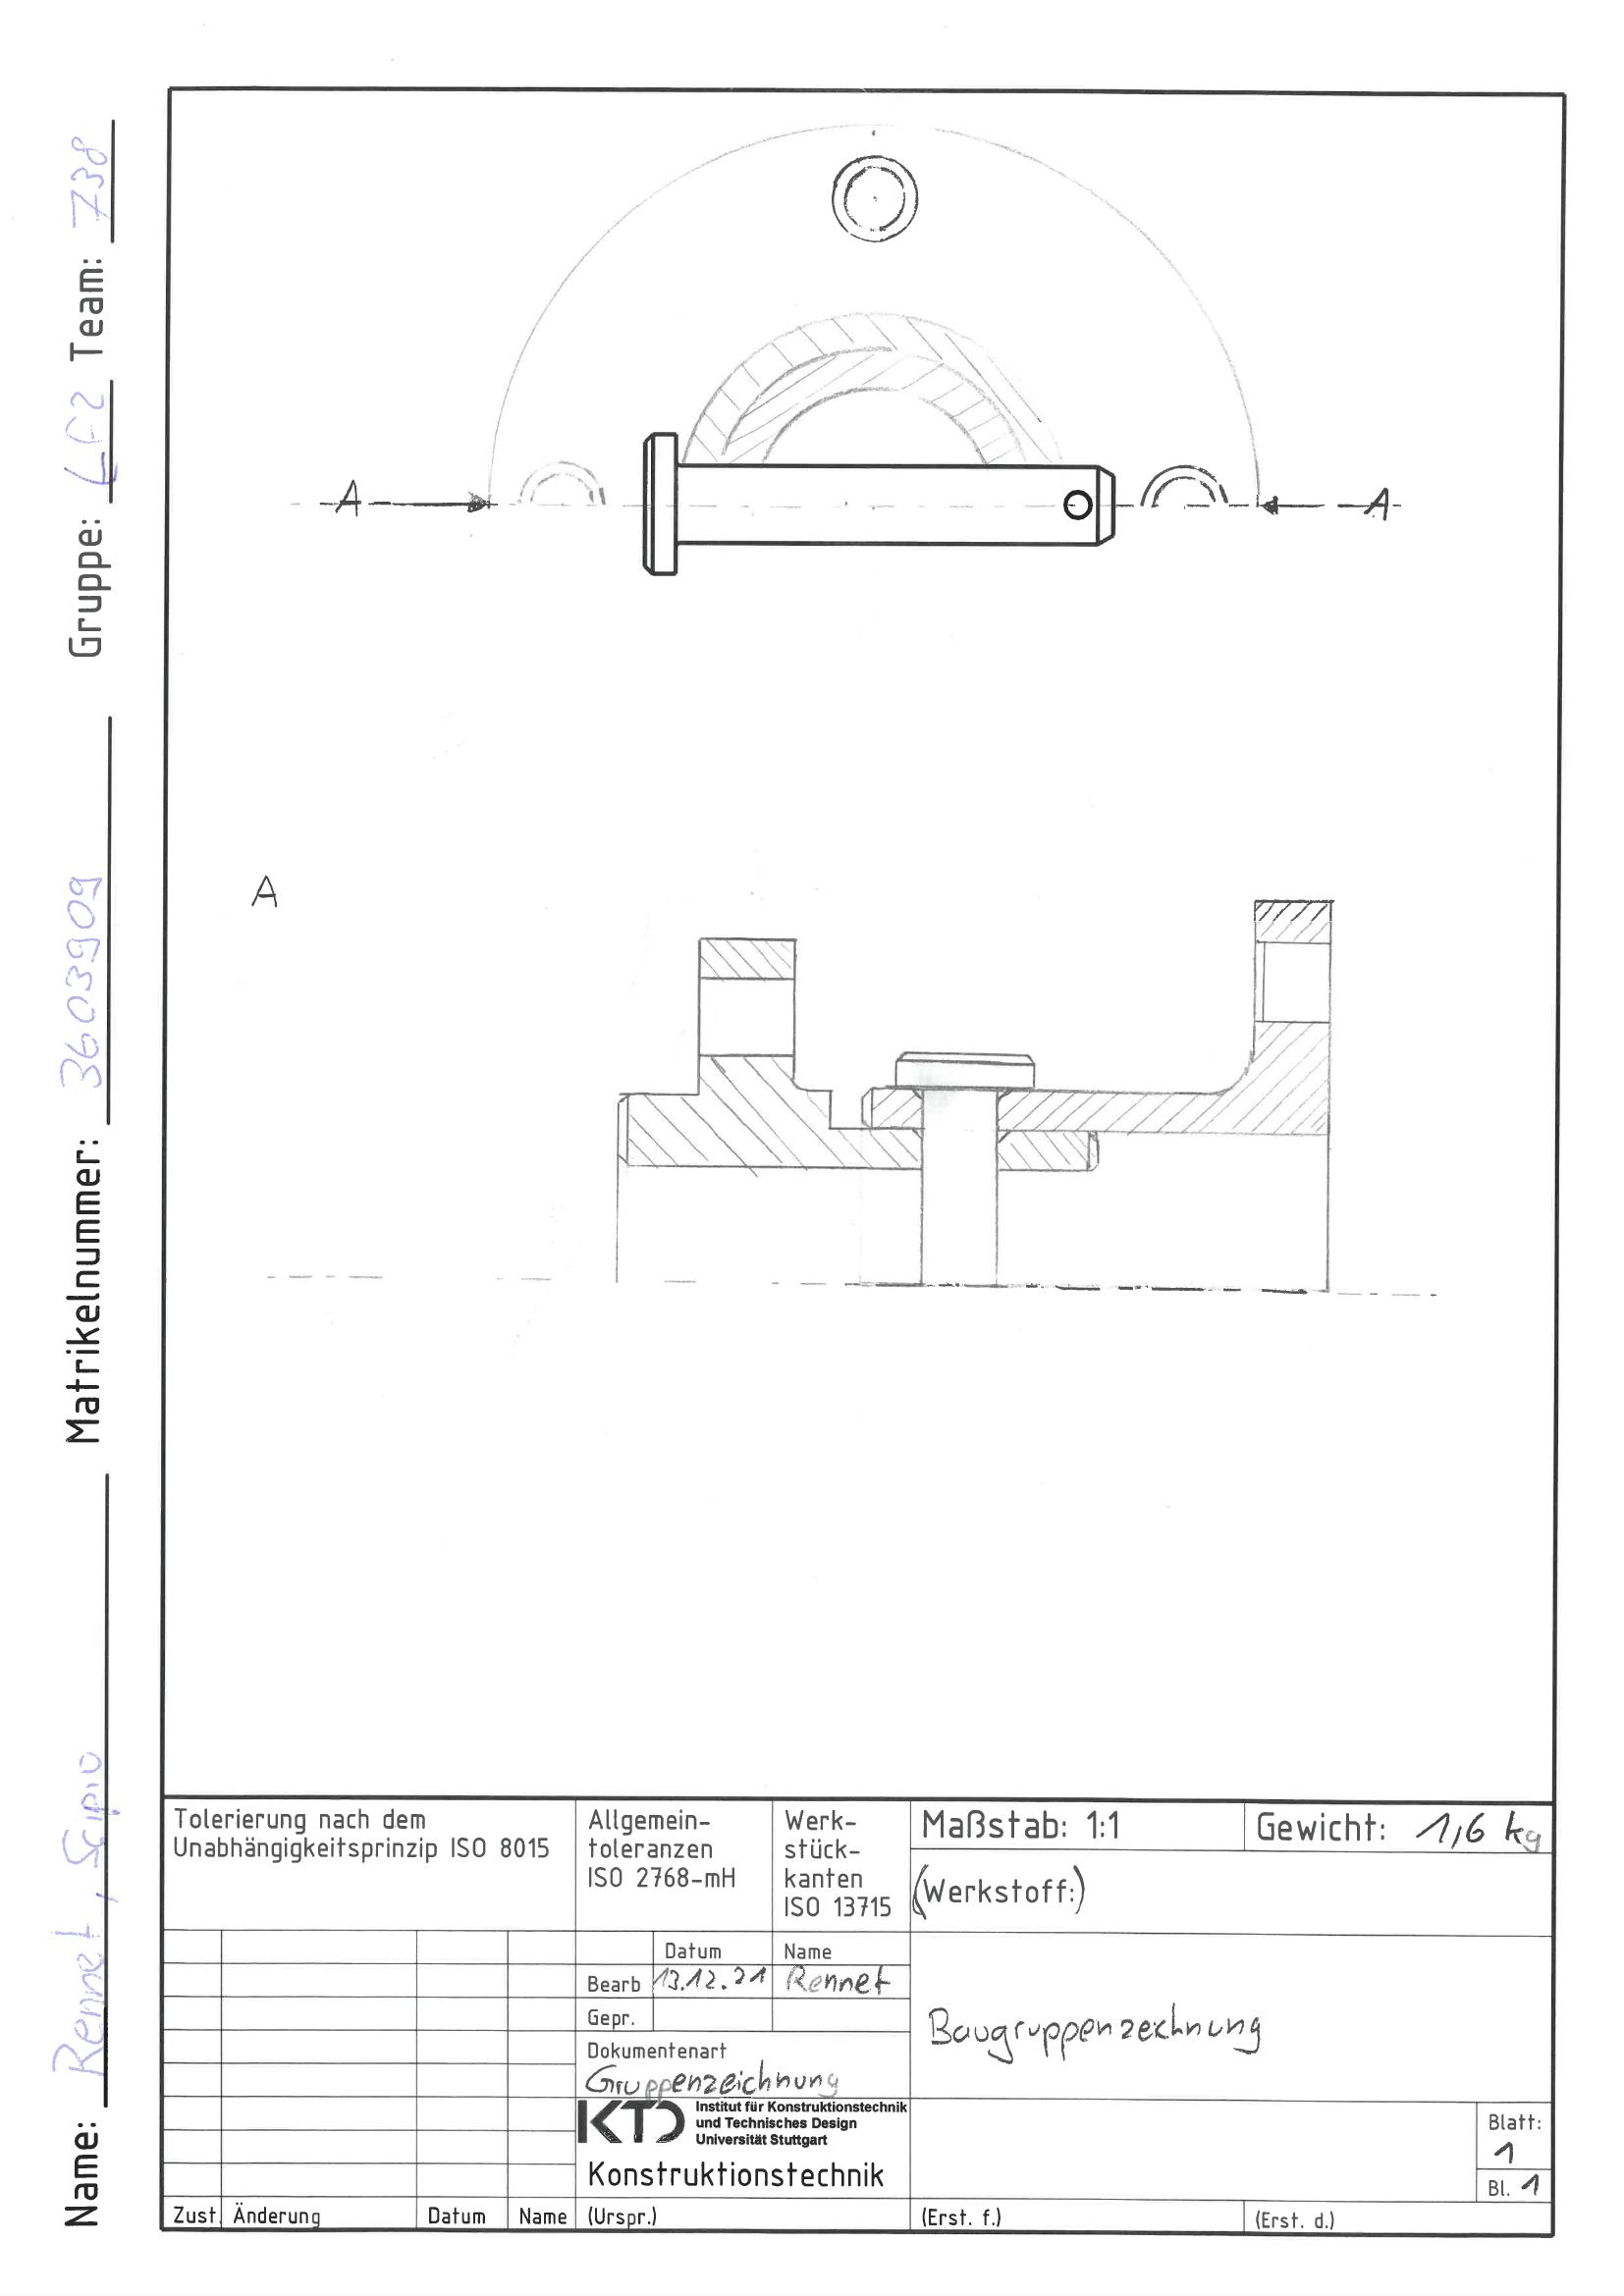 Name: Rennet, Scipio Matrikelnummer: 3603909 Gruppe: LF2 Team: 738
A
A
A
Tolerierung nach dem
Unabhängigkeitsprinzip ISO 8015
Allgemein-
toleranzen
ISO 2768-mH
Werk-
stück-
kanten
ISO 13715
Maßstab: 1:1
Gewicht: 1,6 kg
(Werkstoff:)
Datum Name
Bearb 13.12.21 Rennet
Gepr.
Dokumentenart
Gruppenzeichnung
Baugruppenzeichnung
KTD
Institut für Konstruktionstechnik
und Technisches Design
Universität Stuttgart
Konstruktionstechnik
Blatt:
1
Bl. 1
Zust. Änderung Datum Name (Urspr.) (Erst. f.) (Erst. d.)